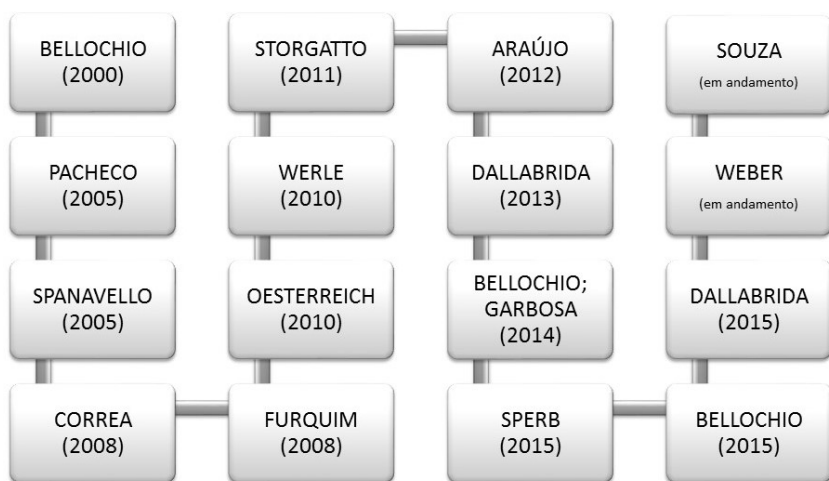 BELLOCHIO
(2000)
PACHECO
(2005)
SPANAVELLO
(2005)
CORREA
(2008)
FURQUIM
(2008)
OESTERREICH
(2010)
WERLE
(2010)
STORGATTO
(2011)
ARAÚJO
(2012)
DALLABRIDA
(2013)
BELLOCHIO;
GARBOSA
(2014)
SPERB
(2015)
BELLOCHIO
(2015)
DALLABRIDA
(2015)
WEBER
(em andamento)
SOUZA
(em andamento)